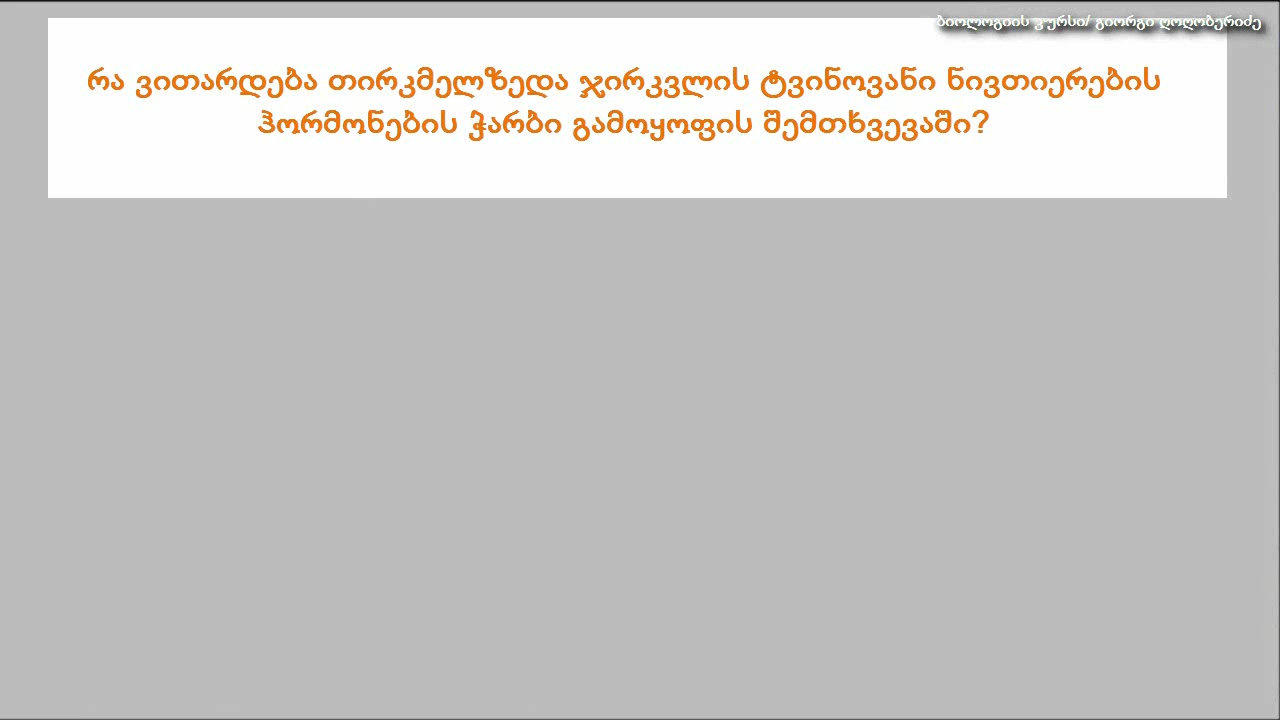 ბიოლოგიის კურსი/ გიორგი ღოღობერიძე
რა ვითარდება თირკმელზედა ჯირკვლის ტვინოვანი ნივთიერების
ჰორმონების ჭარბი გამოყოფის შემთხვევაში?